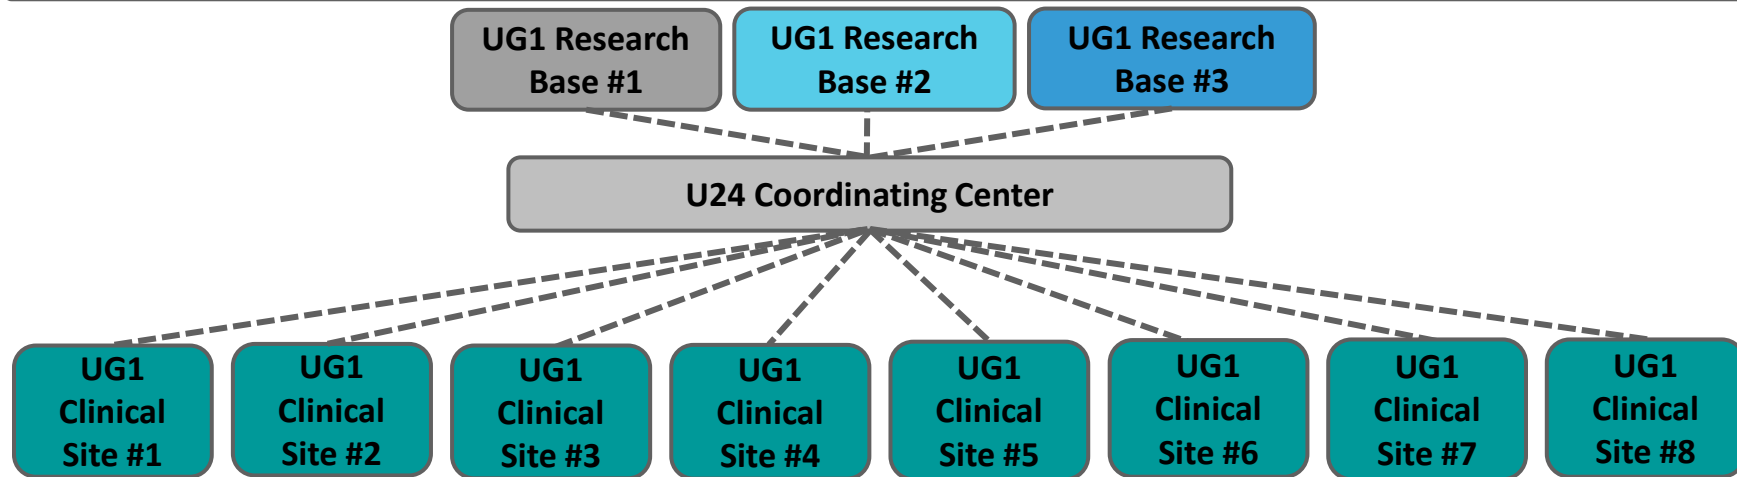 UG1 Research
Base #1
UG1 Research
Base #2
UG1 Research
Base #3
U24 Coordinating Center
UG1
Clinical
Site #1
UG1
Clinical
Site #2
UG1
Clinical
Site #3
UG1
Clinical
Site #4
UG1
Clinical
Site #5
UG1
Clinical
Site #6
UG1
Clinical
Site #7
UG1
Clinical
Site #8